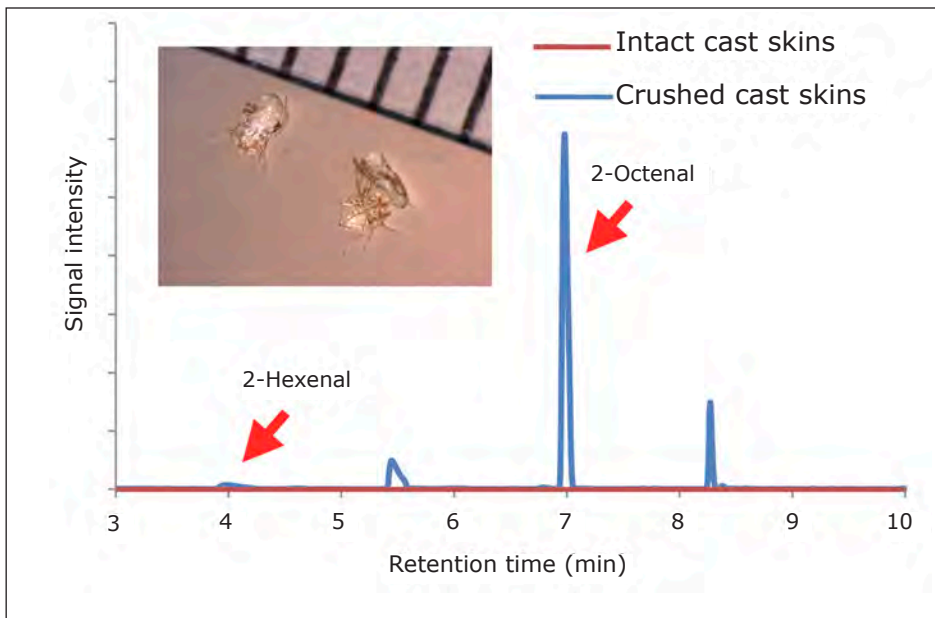 Intact cast skins
Crushed cast skins
2-Octenal
Signal intensity
2-Hexenal
3 4 5 6 7 8 9 10
Retention time (min)